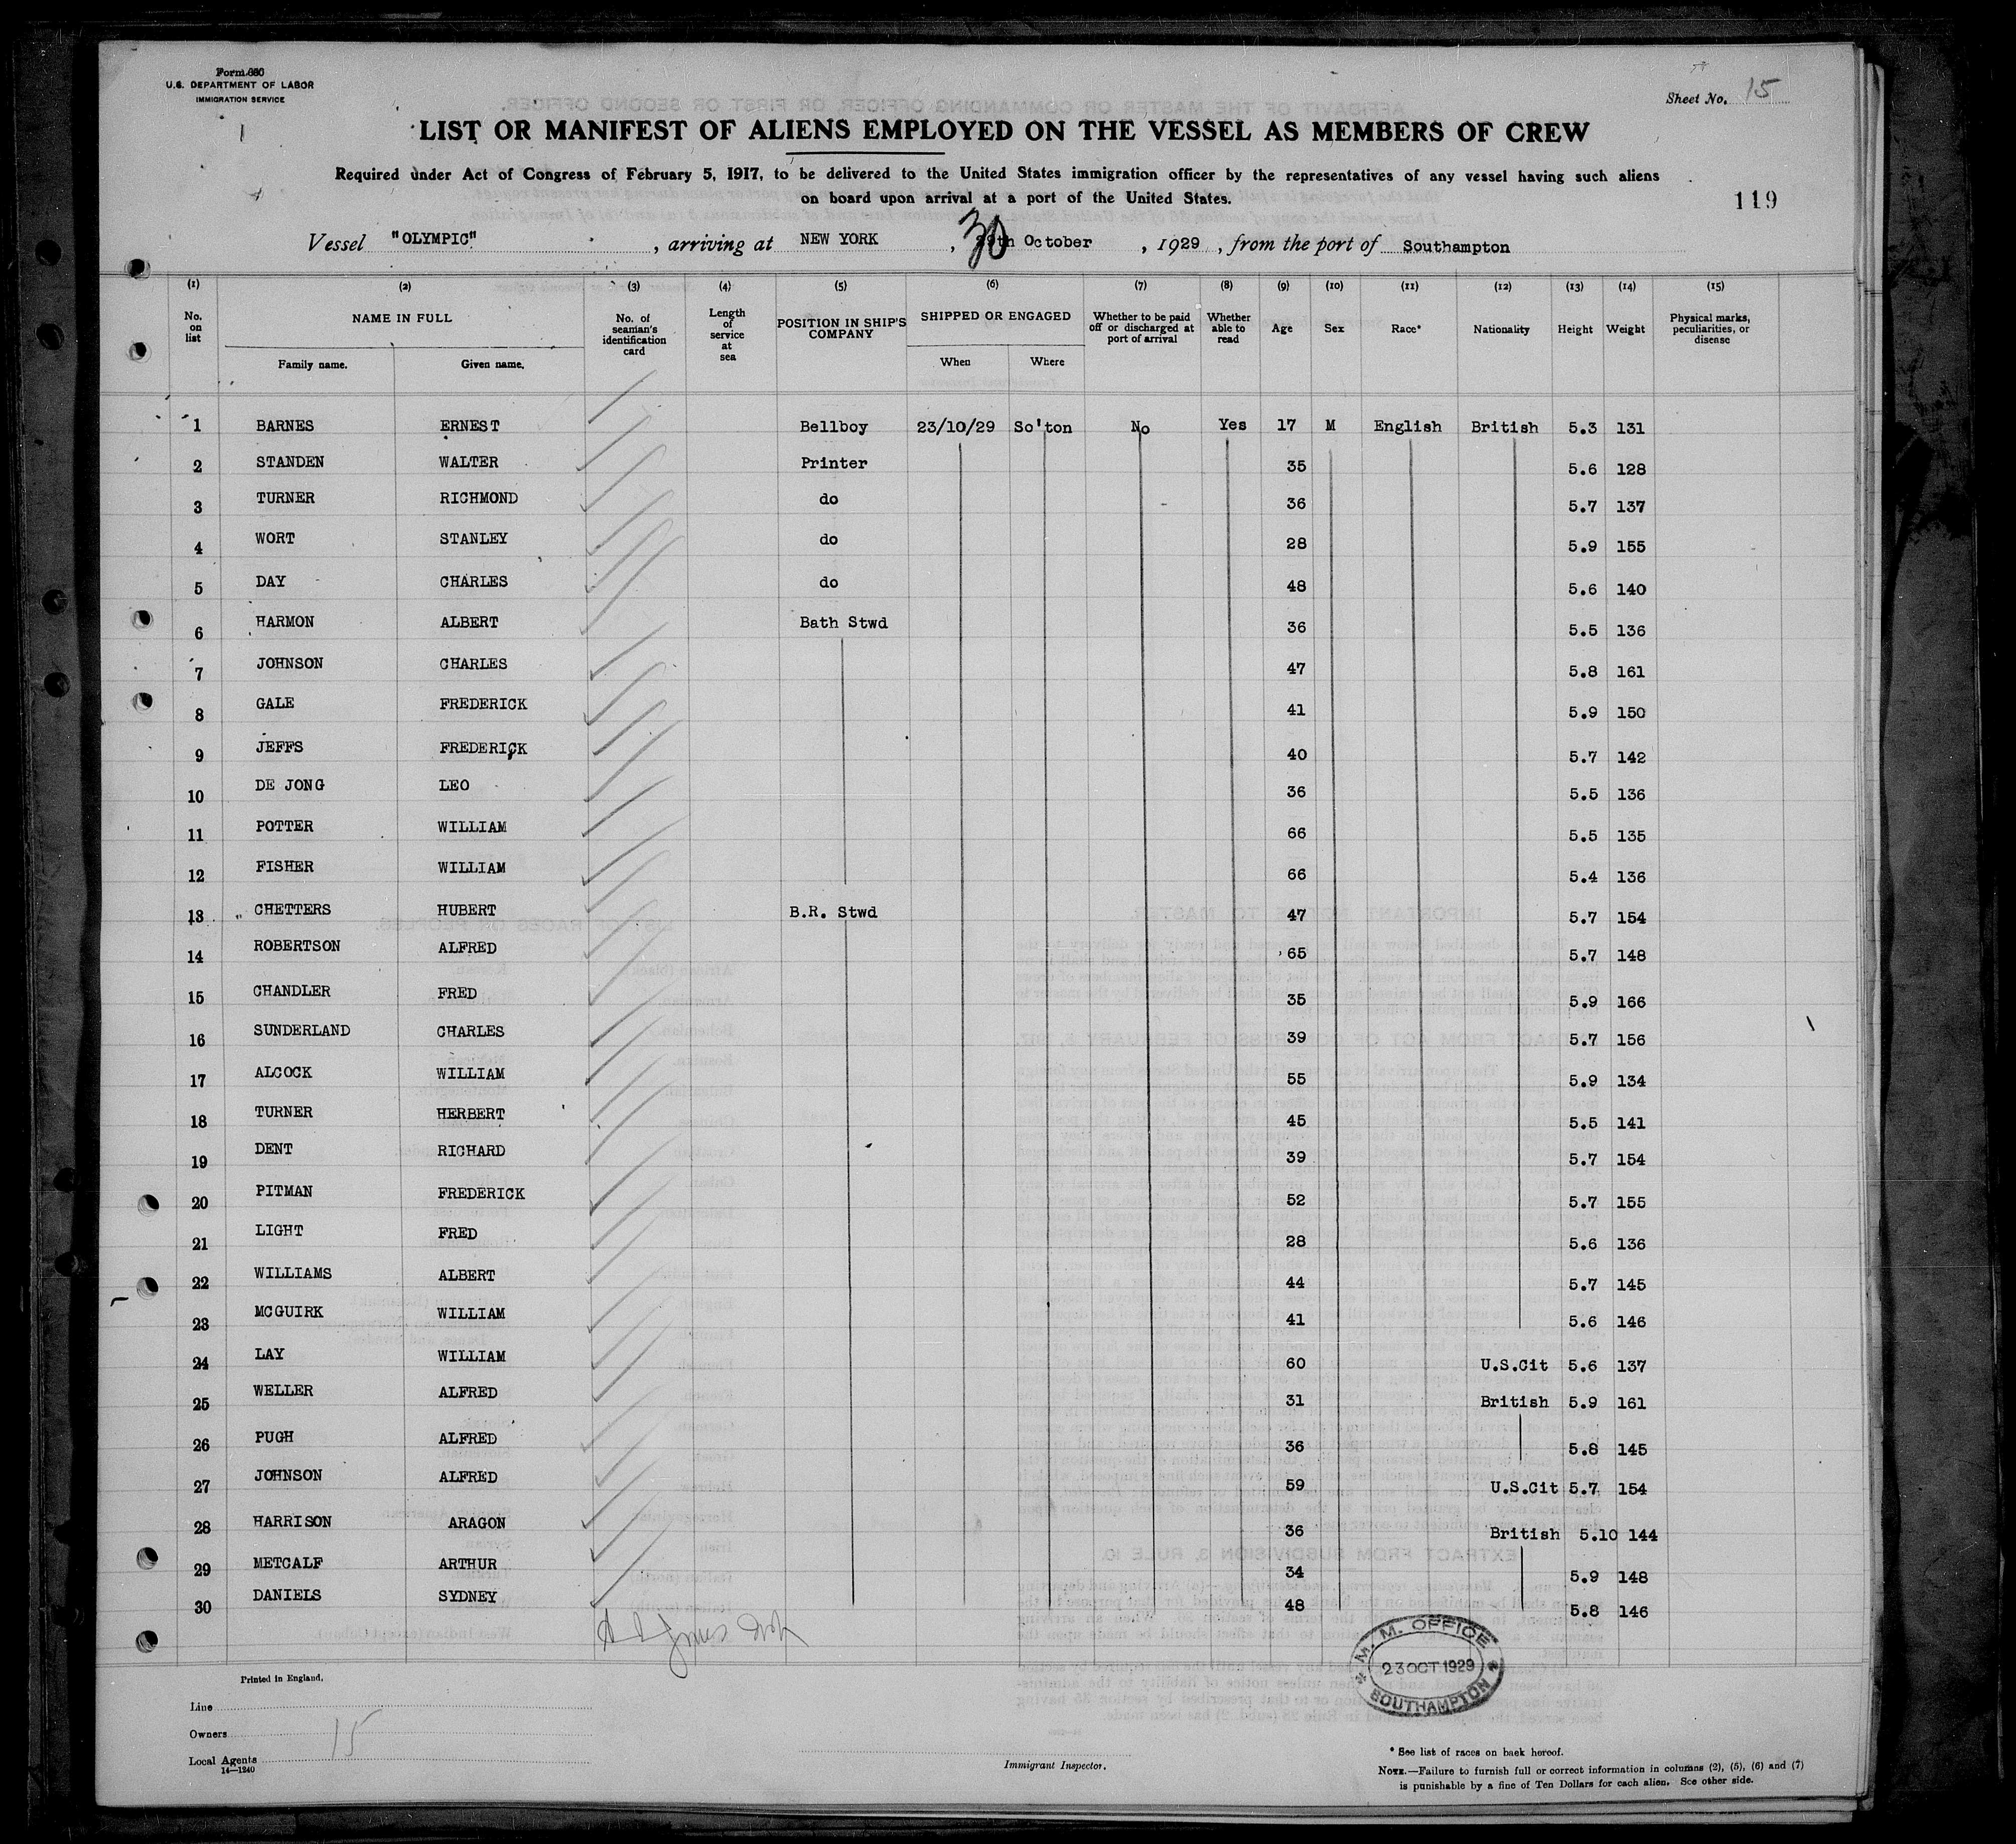 Form 680
U.S. DEPARTMENT OF LABOR
IMMIGRATION SERVICE
Sheet No. 15
LIST OR MANIFEST OF ALIENS EMPLOYED ON THE VESSEL AS MEMBERS OF CREW
Required under Act of Congress of February 5, 1917, to be delivered to the United States immigration officer by the representatives of any vessel having such aliens
on board upon arrival at a port of the United States.
119
Vessel "OLYMPIC", arriving at NEW YORK, 30 October, 1929, from the port of Southampton
(1) (2) (3) (4) (5) (6) (7) (8) (9) (10) (11) (12) (13) (14) (15)
No. on list NAME IN FULL No. of seaman's identification card Length of service at sea POSITION IN SHIP'S COMPANY SHIPPED OR ENGAGED Whether to be paid off or discharged at port of arrival Whether able to read Age Sex Race* Nationality Height Weight Physical marks, peculiarities, or disease
Family name. Given name. When Where
1 BARNES ERNEST Bellboy 23/10/29 So'ton No Yes 17 M English British 5.3 131
2 STANDEN WALTER Printer 35 5.6 128
3 TURNER RICHMOND do 36 5.7 137
4 WORT STANLEY do 28 5.9 155
5 DAY CHARLES do 48 5.6 140
6 HARMON ALBERT Bath Stwd 36 5.5 136
7 JOHNSON CHARLES 47 5.8 161
8 GALE FREDERICK 41 5.9 150
9 JEFFS FREDERICK 40 5.7 142
10 DE JONG LEO 36 5.5 136
11 POTTER WILLIAM 66 5.5 135
12 FISHER WILLIAM 66 5.4 136
13 CHETTERS HUBERT B.R. Stwd 47 5.7 154
14 ROBERTSON ALFRED 65 5.7 148
15 CHANDLER FRED 35 5.9 166
16 SUNDERLAND CHARLES 39 5.7 156
17 ALCOCK WILLIAM 55 5.9 134
18 TURNER HERBERT 45 5.5 141
19 DENT RICHARD 39 5.7 154
20 PITMAN FREDERICK 52 5.7 155
21 LIGHT FRED 28 5.6 136
22 WILLIAMS ALBERT 44 5.7 145
23 MCGUIRK WILLIAM 41 5.6 146
24 LAY WILLIAM 60 U.S.Cit 5.6 137
25 WELLER ALFRED 31 British 5.9 161
26 PUGH ALFRED 36 5.8 145
27 JOHNSON ALFRED 59 U.S.Cit 5.7 154
28 HARRISON ARAGON 36 British 5.10 144
29 METCALF ARTHUR 34 5.9 148
30 DANIELS SYDNEY 48 5.8 146
M. M. OFFICE
23 OCT 1929
SOUTHAMPTON
Printed in England.
Line
Owners
15
Local Agents
14—1240
Immigrant Inspector.
* See list of races on back hereof.
NOTE.—Failure to furnish full or correct information in columns (2), (5), (6) and (7)
is punishable by a fine of Ten Dollars for each alien. See other side.